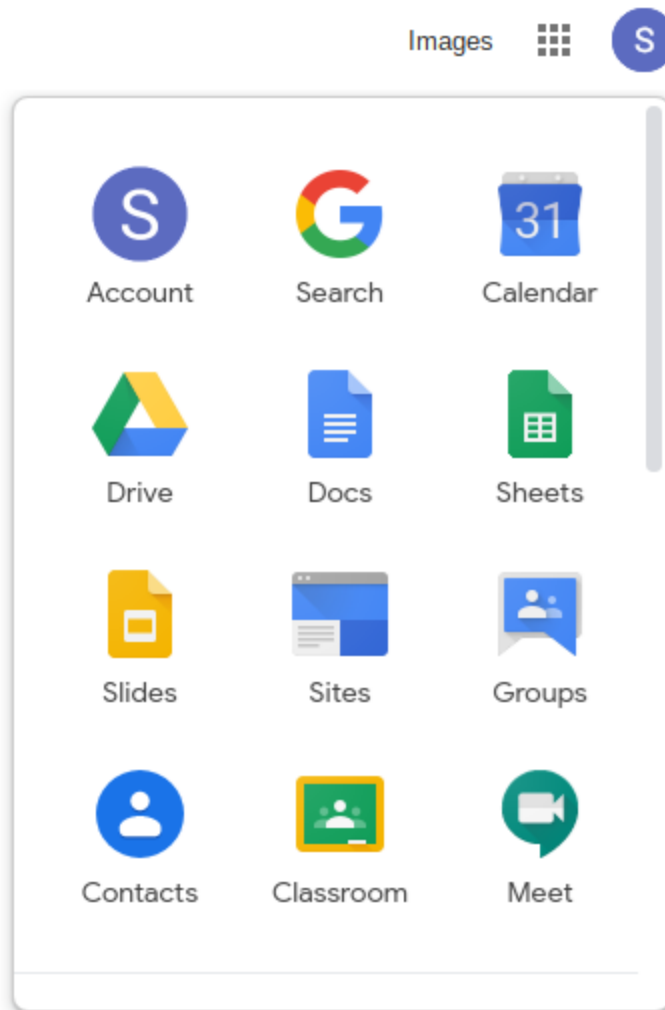 Images S
S
Account Search 31 Calendar
Drive Docs Sheets
Slides Sites Groups
Contacts Classroom Meet